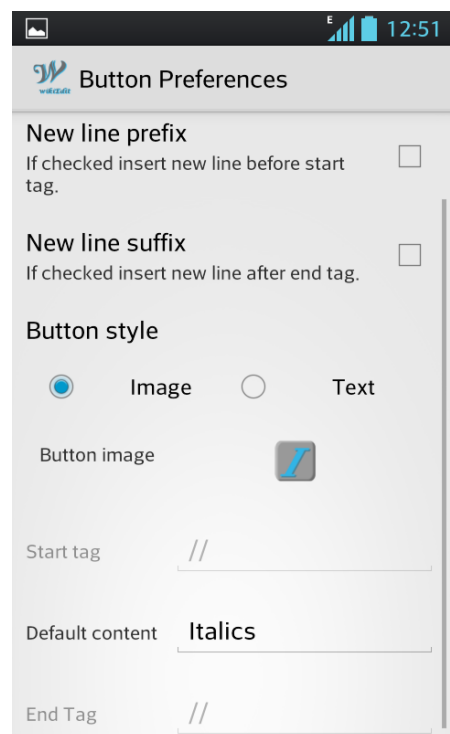 E
12:51
W
wikiEdit
Button Preferences
New line prefix
If checked insert new line before start
tag.
New line suffix
If checked insert new line after end tag.
Button style
Image Text
Button image
I
Start tag //
Default content Italics
End Tag //